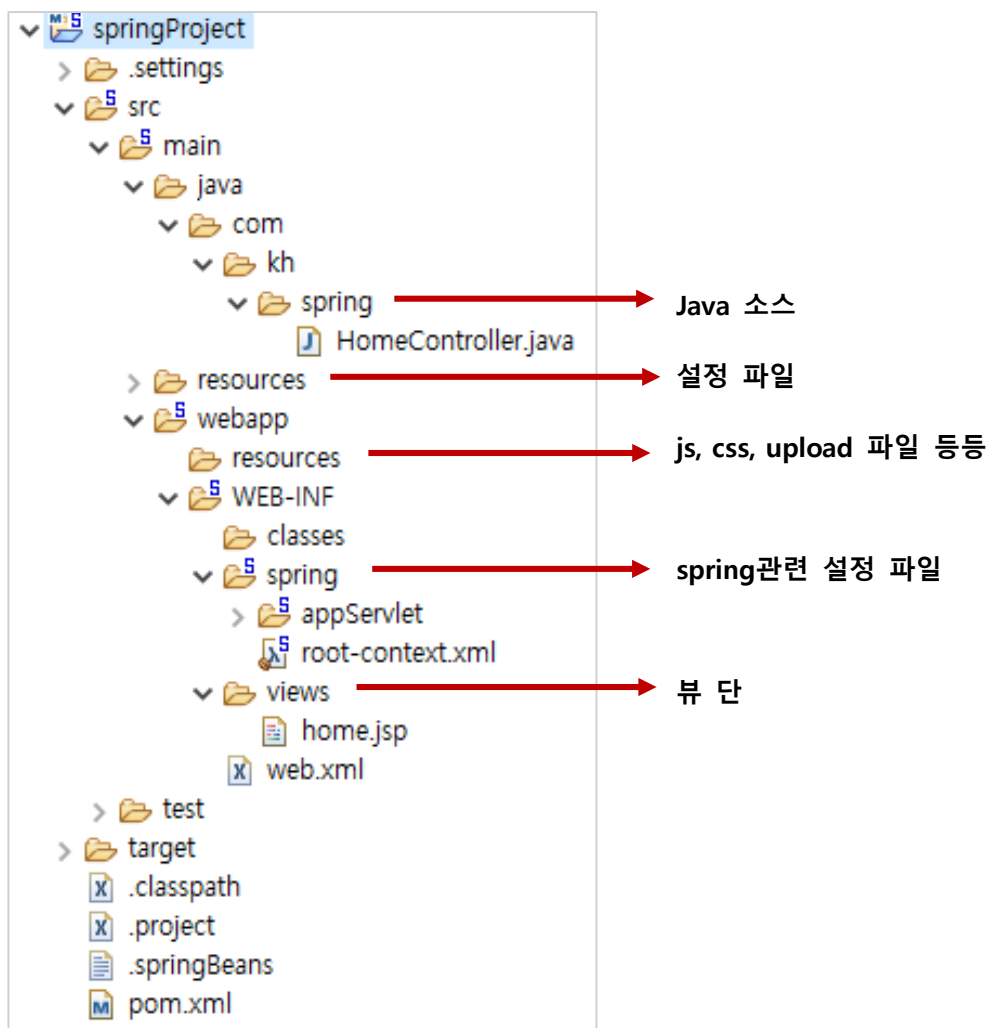 springProject
.settings
src
main
java
com
kh
spring Java 소스
HomeController.java
resources 설정 파일
webapp
resources js, css, upload 파일 등등
WEB-INF
classes
spring spring관련 설정 파일
appServlet
root-context.xml
views 뷰 단
home.jsp
web.xml
test
target
.classpath
.project
.springBeans
pom.xml